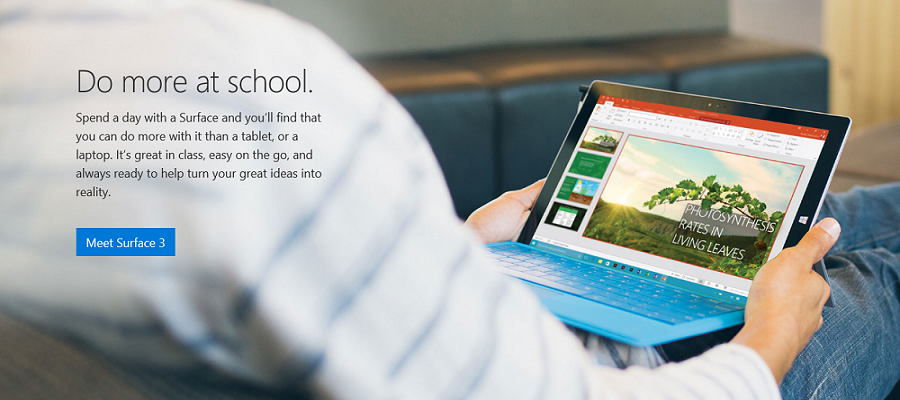 Do more at school.
Spend a day with a Surface and you'll find that
you can do more with it than a tablet, or a
laptop. It's great in class, easy on the go, and
always ready to help turn your great ideas into
reality.
Meet Surface 3
PHOTOSYNTHESIS
RATES IN
LIVING LEAVES